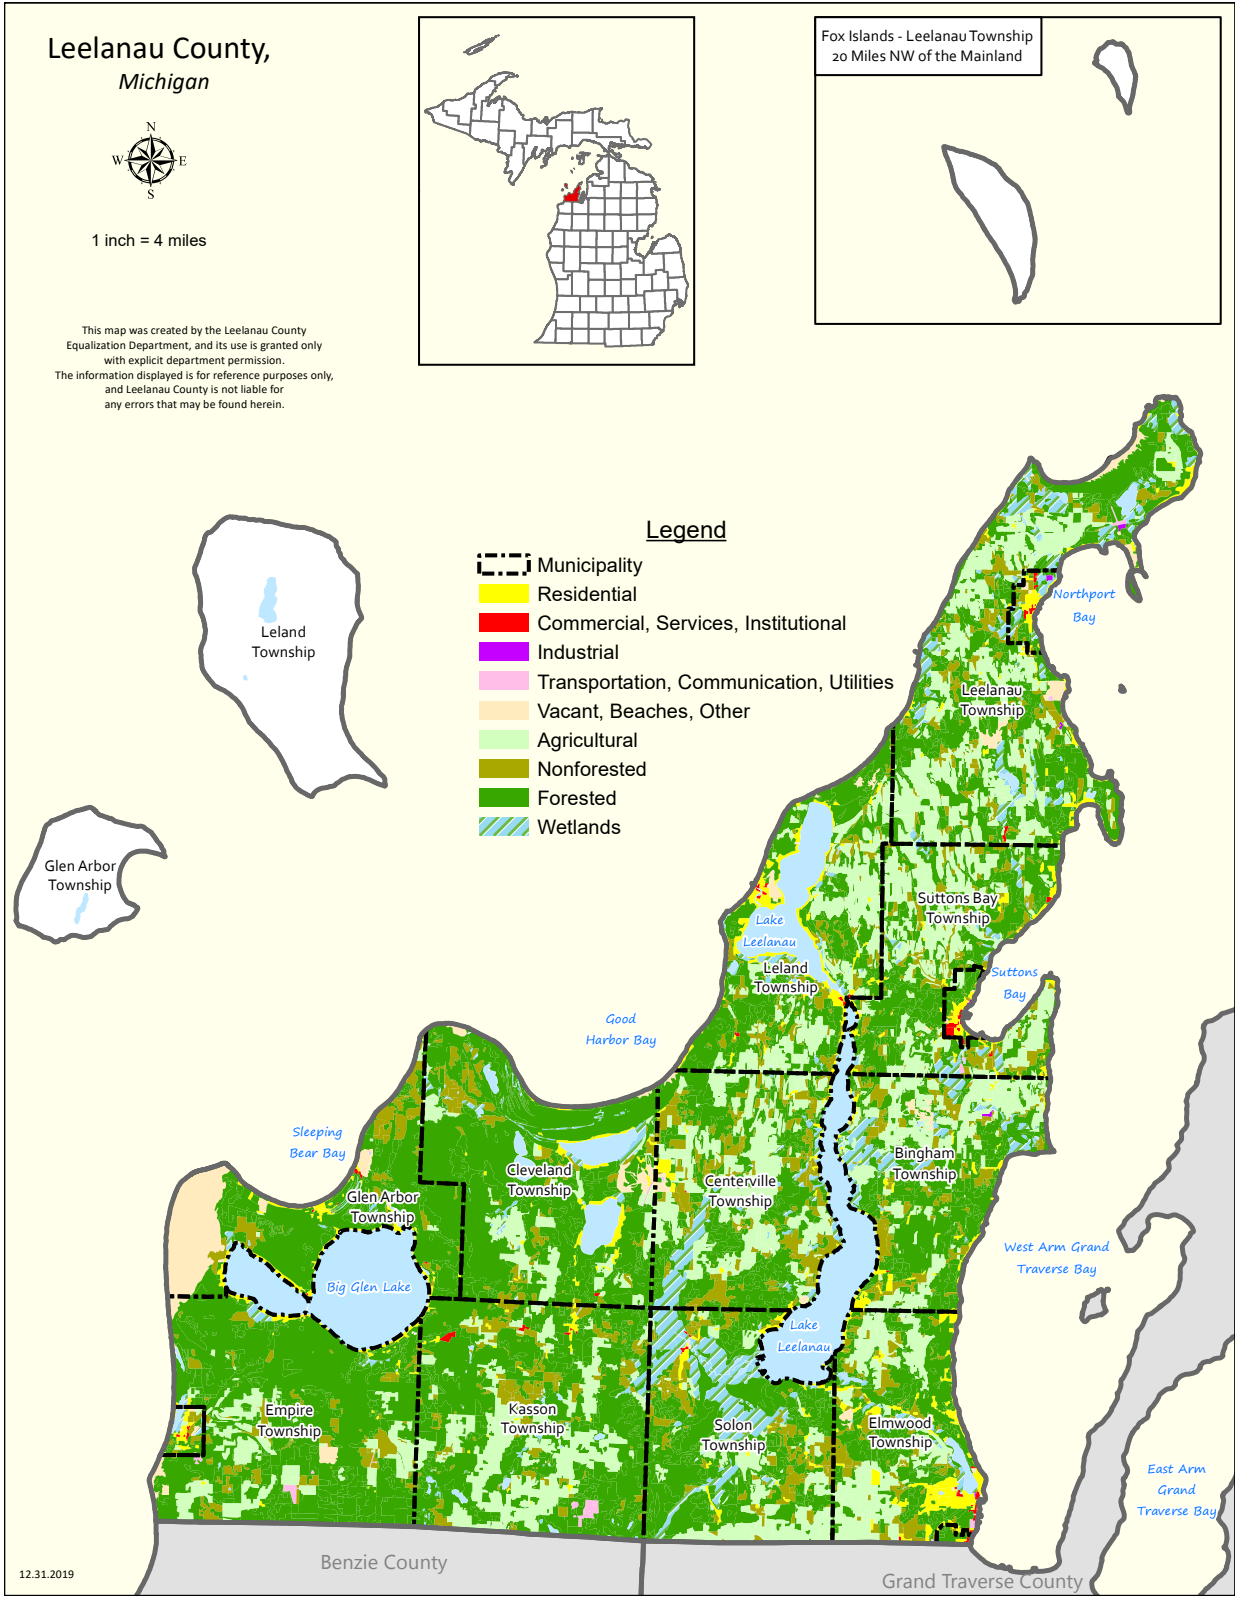 Leelanau County,
Michigan
N
W
E
S
1 inch = 4 miles
This map was created by the Leelanau County
Equalization Department, and its use is granted only
with explicit department permission.
The information displayed is for reference purposes only,
and Leelanau County is not liable for
any errors that may be found herein.
Fox Islands - Leelanau Township
20 Miles NW of the Mainland
Legend
Municipality
Residential
Commercial, Services, Institutional
Industrial
Transportation, Communication, Utilities
Vacant, Beaches, Other
Agricultural
Nonforested
Forested
Wetlands
Leland
Township
Glen Arbor
Township
Northport
Bay
Leelanau
Township
Suttons Bay
Township
Lake
Leelanau
Leland
Township
Suttons
Bay
Good
Harbor Bay
Sleeping
Bear Bay
Glen Arbor
Township
Cleveland
Township
Centerville
Township
Bingham
Township
Big Glen Lake
West Arm Grand
Traverse Bay
Lake
Leelanau
Empire
Township
Kasson
Township
Solon
Township
Elmwood
Township
East Arm
Grand
Traverse Bay
Benzie County
Grand Traverse County
12.31.2019